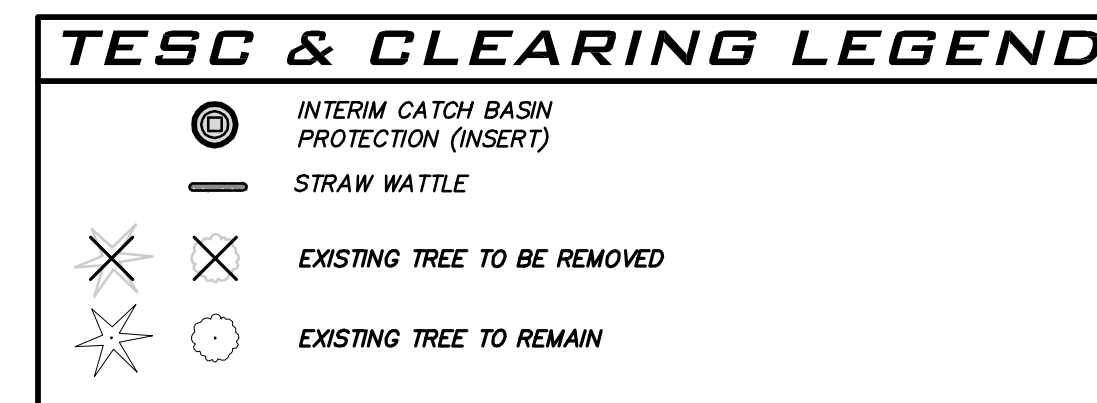 TESC & CLEARING LEGEND
INTERIM CATCH BASIN
PROTECTION (INSERT)
STRAW WATTLE
EXISTING TREE TO BE REMOVED
EXISTING TREE TO REMAIN